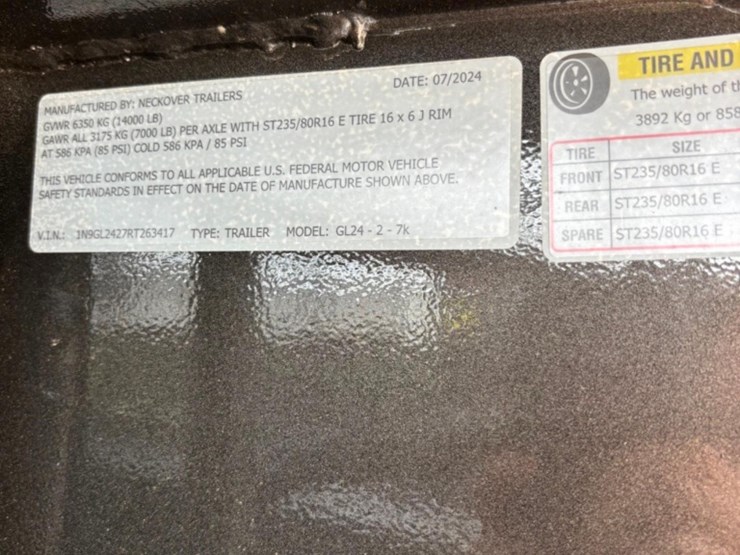 MANUFACTURED BY: NECKOVER TRAILERS
DATE: 07/2024
GVWR 6350 KG (14000 LB)
GAWR ALL 3175 KG (7000 LB) PER AXLE WITH ST235/80R16 E TIRE 16 x 6 J RIM
AT 586 KPA (85 PSI) COLD 586 KPA / 85 PSI
THIS VEHICLE CONFORMS TO ALL APPLICABLE U.S. FEDERAL MOTOR VEHICLE
SAFETY STANDARDS IN EFFECT ON THE DATE OF MANUFACTURE SHOWN ABOVE.
V.I.N.: 1N9GL2427RT263417 TYPE: TRAILER MODEL: GL24 - 2 - 7k
TIRE AND
The weight of
3892 Kg or 858
TIRE SIZE
FRONT ST235/80R16 E
REAR ST235/80R16 E
SPARE ST235/80R16 E